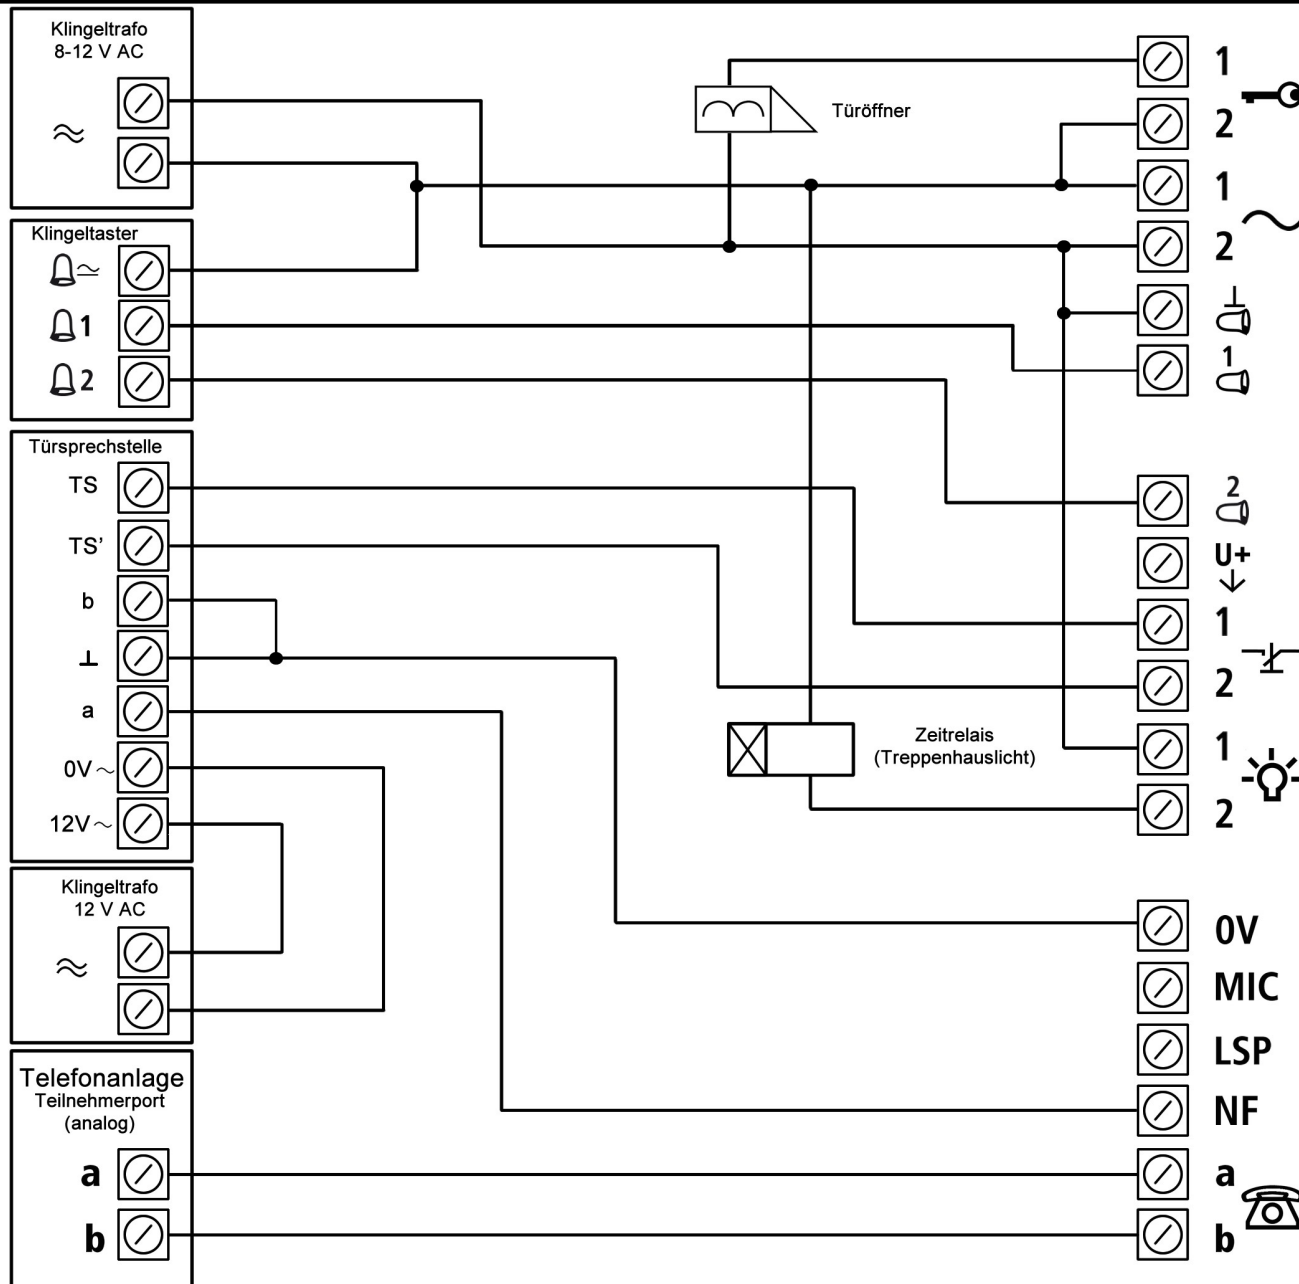 Klingeltrafo
8-12 V AC
Klingeltaster
1
2
Türsprechstelle
TS
TS'
b
⊥
a
0V~
12V~
Klingeltrafo
12 V AC
Telefonanlage
Teilnehmerport
(analog)
a
b
Türöffner
Zeitrelais
(Treppenhauslicht)
1
2
1
2
1
2
U+
1
2
1
2
0V
MIC
LSP
NF
a
b